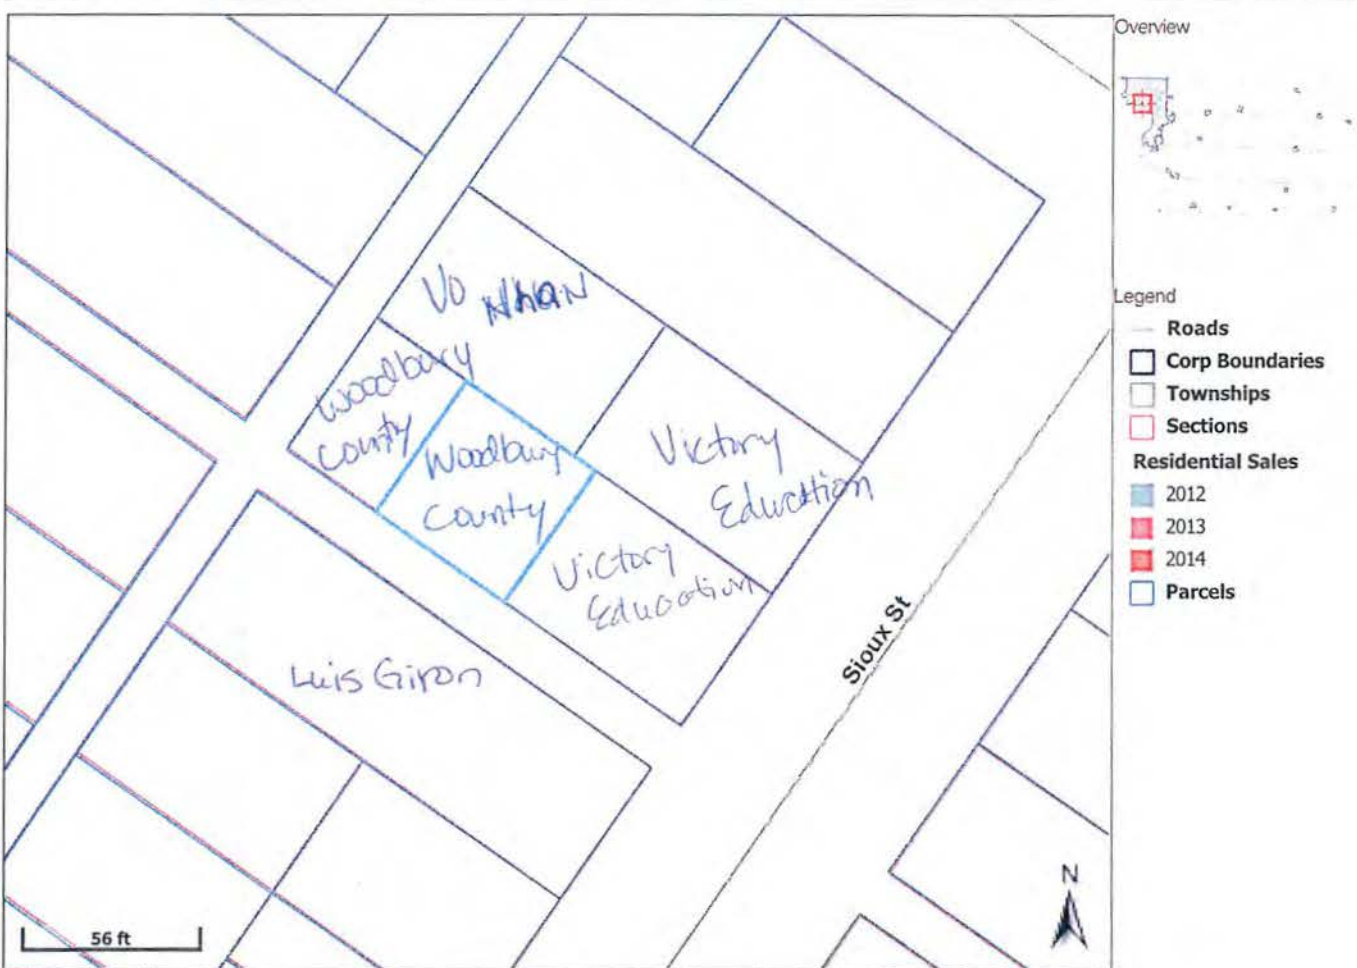 Overview
Legend
Roads
Corp Boundaries
Townships
Sections
Residential Sales
2012
2013
2014
Parcels
Vo Nhan
Woodbury
County
Woodbury
County
Victory
Education
Victory
Education
Luis Giron
Sioux St
N
56 ft